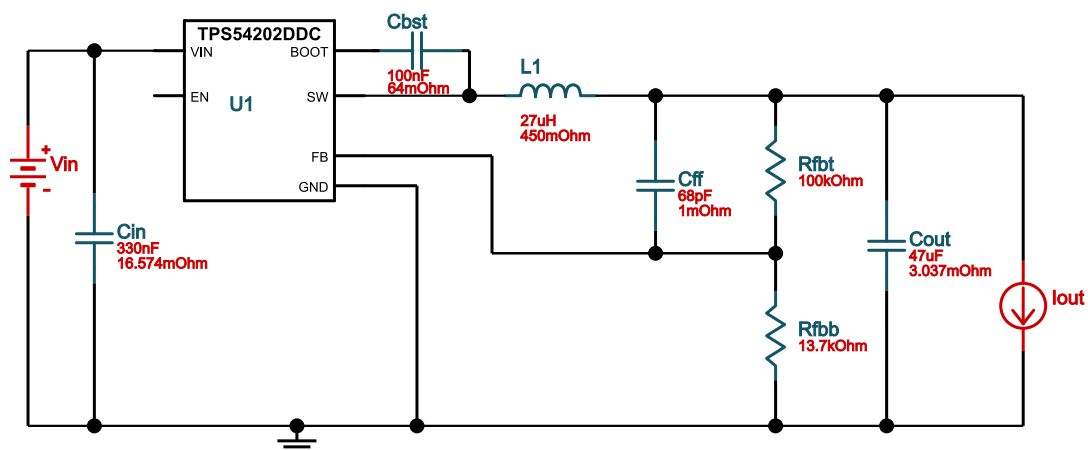 TPS54202DDC
VIN
BOOT
EN
U1
SW
FB
GND
Cbst
100nF
64mOhm
L1
27uH
450mOhm
+
Vin
-
Cin
330nF
16.574mOhm
Cff
68pF
1mOhm
Rfbt
100kOhm
Cout
47uF
3.037mOhm
Rfbb
13.7kOhm
Iout